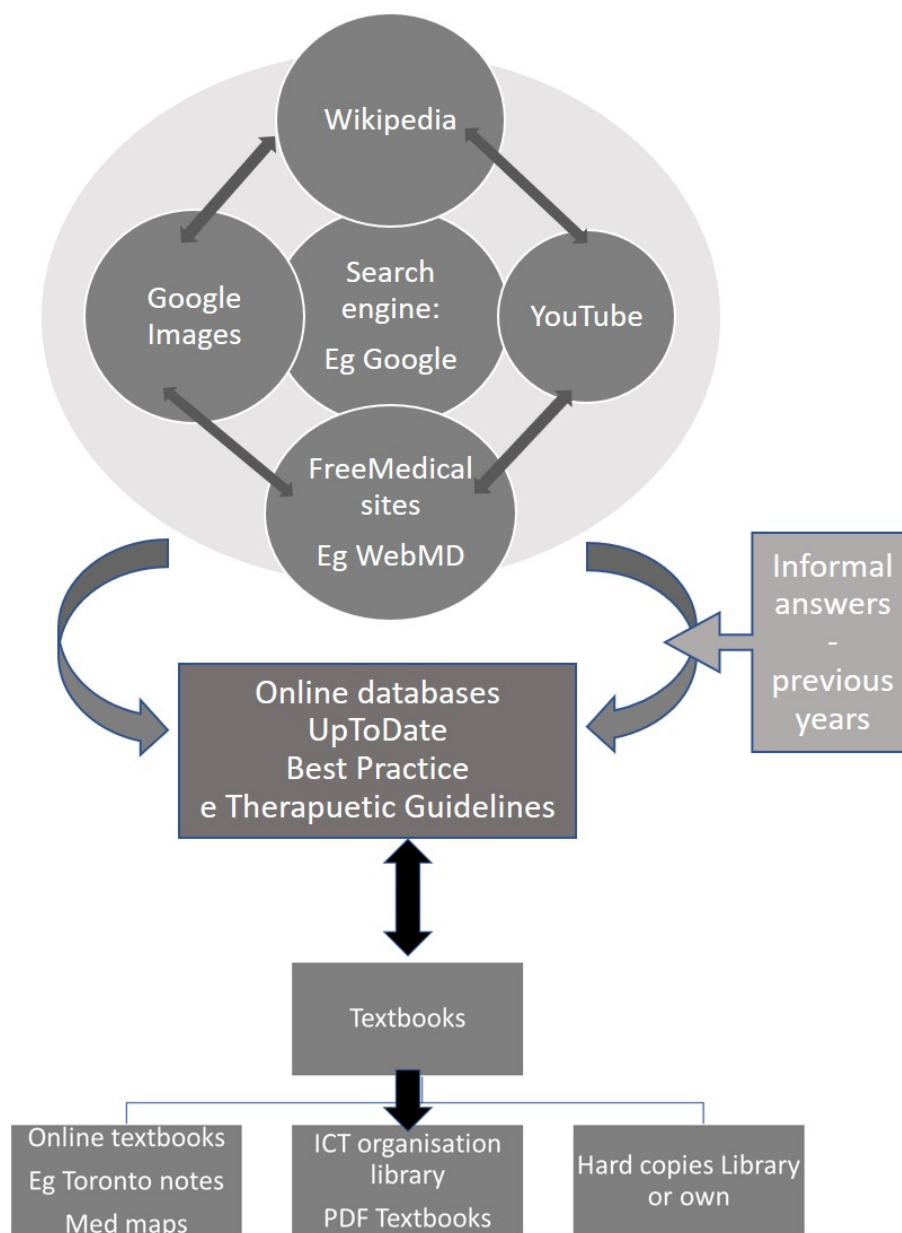 Wikipedia
Google
Images
Search
engine:
Eg Google
YouTube
FreeMedical
sites
Eg WebMD
Informal
answers
-
previous
years
Online databases
UpToDate
Best Practice
e Therapuetic Guidelines
Textbooks
Online textbooks
Eg Toronto notes
Med maps
ICT organisation
library
PDF Textbooks
Hard copies Library
or own